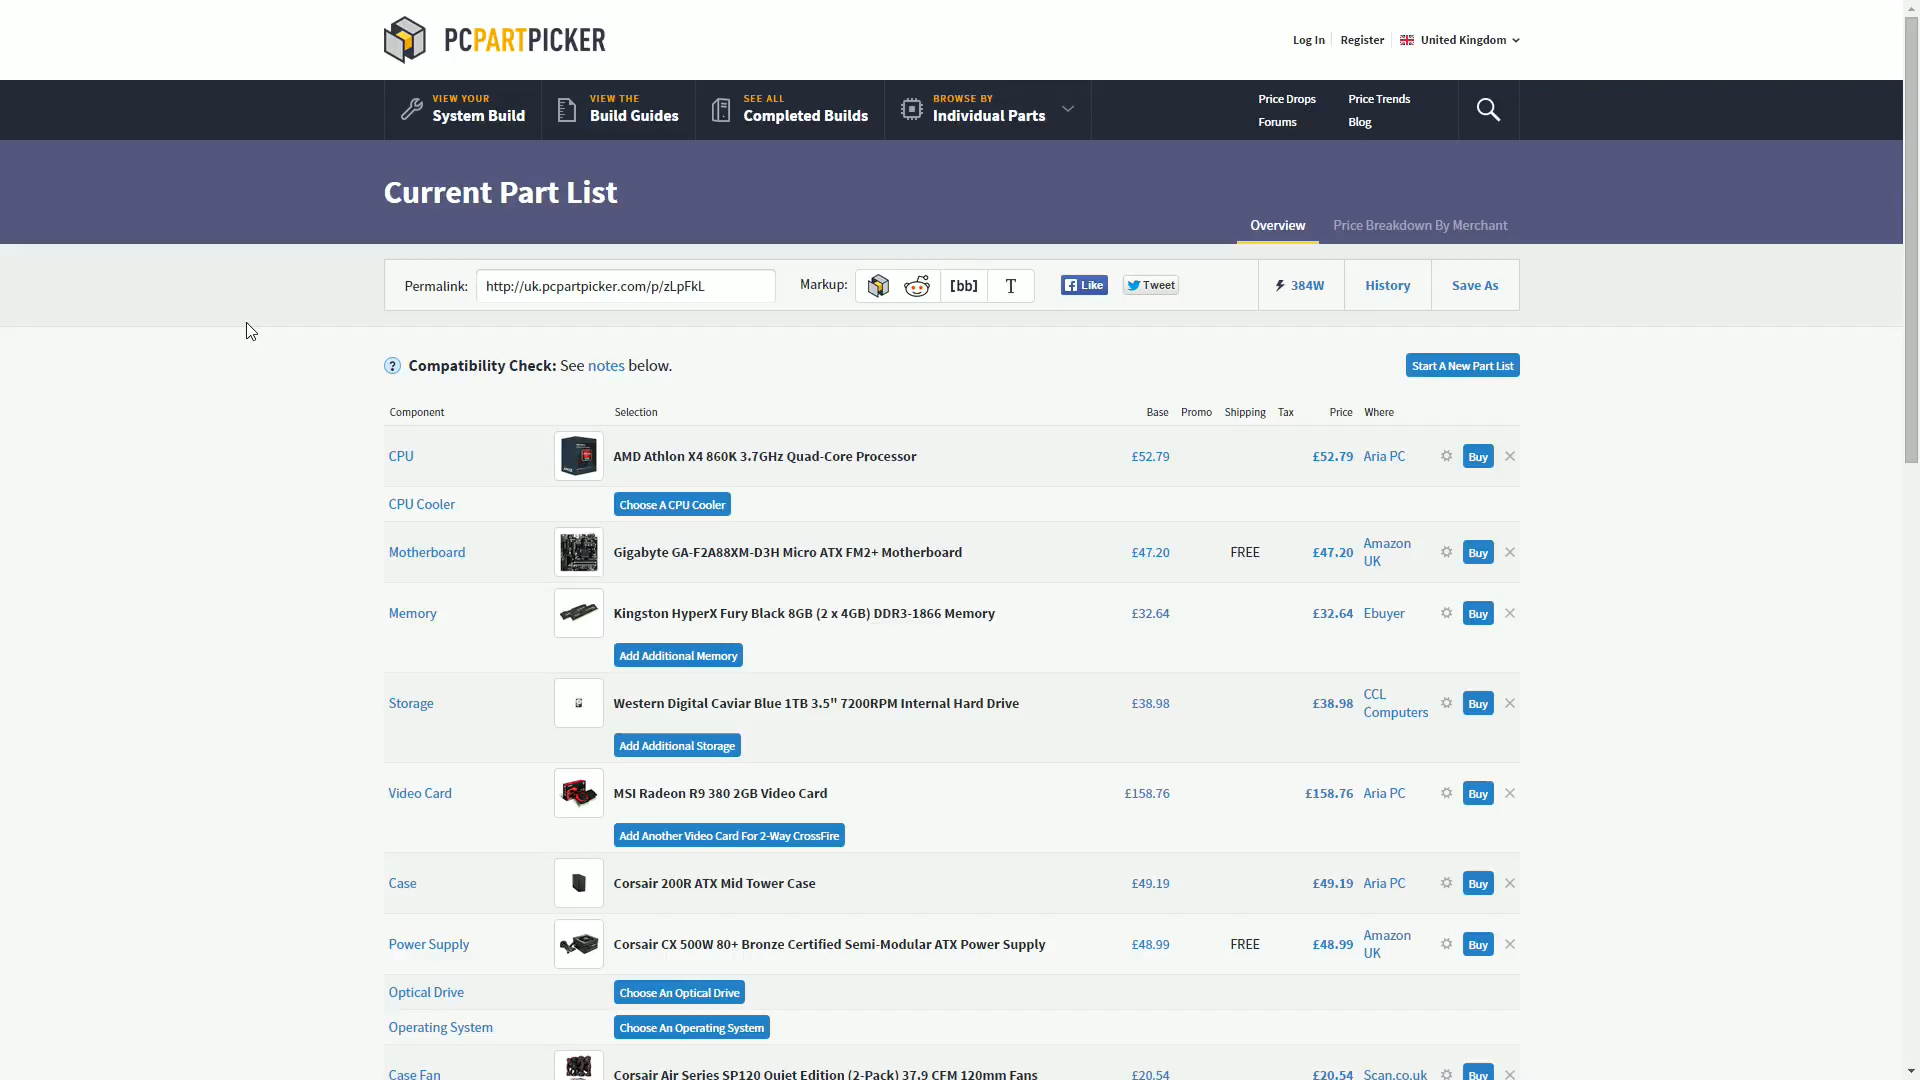 PCPARTPICKER
Log In
Register
United Kingdom
VIEW YOUR
System Build
VIEW THE
Build Guides
SEE ALL
Completed Builds
BROWSE BY
Individual Parts
Price Drops
Price Trends
Forums
Blog
Current Part List
Overview
Price Breakdown By Merchant
Permalink: http://uk.pcpartpicker.com/p/zLpFkL
Markup: [bb] T
Like
Tweet
384W
History
Save As
? Compatibility Check: See notes below.
Start A New Part List
Component Selection Base Promo Shipping Tax Price Where
CPU AMD Athlon X4 860K 3.7GHz Quad-Core Processor £52.79 £52.79 Aria PC Buy
CPU Cooler Choose A CPU Cooler
Motherboard Gigabyte GA-F2A88XM-D3H Micro ATX FM2+ Motherboard £47.20 FREE £47.20 Amazon UK Buy
Memory Kingston HyperX Fury Black 8GB (2 x 4GB) DDR3-1866 Memory £32.64 £32.64 Ebuyer Buy
Add Additional Memory
Storage Western Digital Caviar Blue 1TB 3.5" 7200RPM Internal Hard Drive £38.98 £38.98 CCL Computers Buy
Add Additional Storage
Video Card MSI Radeon R9 380 2GB Video Card £158.76 £158.76 Aria PC Buy
Add Another Video Card For 2-Way CrossFire
Case Corsair 200R ATX Mid Tower Case £49.19 £49.19 Aria PC Buy
Power Supply Corsair CX 500W 80+ Bronze Certified Semi-Modular ATX Power Supply £48.99 FREE £48.99 Amazon UK Buy
Optical Drive Choose An Optical Drive
Operating System Choose An Operating System
Case Fan Corsair Air Series SP120 Quiet Edition (2-Pack) 37.9 CFM 120mm Fans £20.54 £20.54 Scan.co.uk Buy